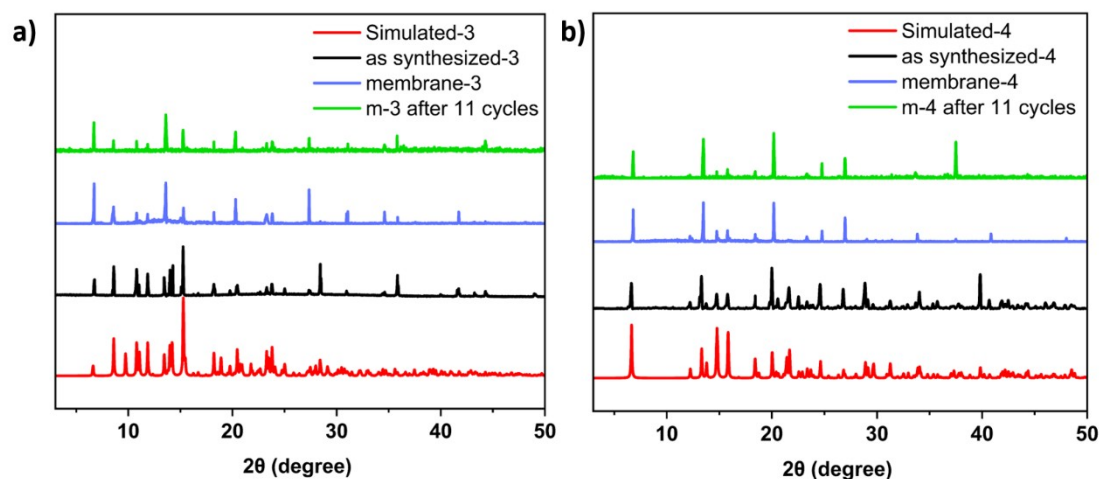 a)
Simulated-3
as synthesized-3
membrane-3
m-3 after 11 cycles
10 20 30 40 50
2θ (degree)
b)
Simulated-4
as synthesized-4
membrane-4
m-4 after 11 cycles
10 20 30 40 50
2θ (degree)